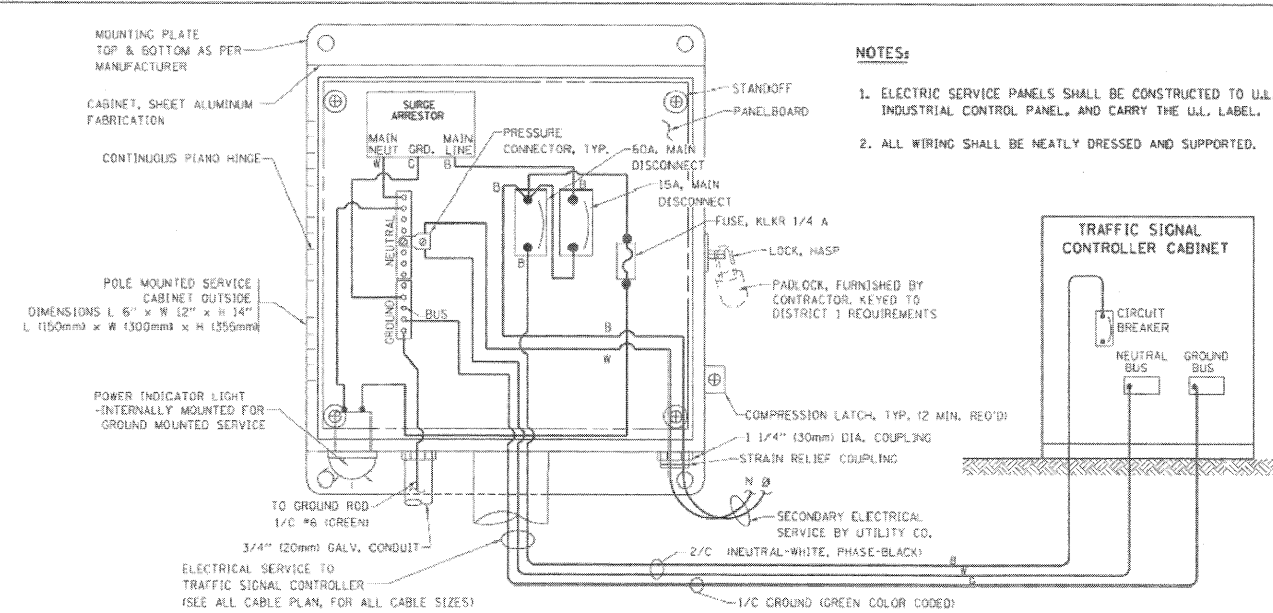 MOUNTING PLATE
TOP & BOTTOM AS PER
MANUFACTURER
CABINET, SHEET ALUMINUM
FABRICATION
CONTINUOUS PIANO HINGE
POLE MOUNTED SERVICE
CABINET OUTSIDE
DIMENSIONS L 6" x W 12" x H 14"
L (150mm) x W (300mm) x H (355mm)
POWER INDICATOR LIGHT
-INTERNALLY MOUNTED FOR
GROUND MOUNTED SERVICE
TO GROUND ROD
1/C #6 (GREEN)
3/4" (20mm) GALV. CONDUIT
ELECTRICAL SERVICE TO
TRAFFIC SIGNAL CONTROLLER
(SEE ALL CABLE PLAN, FOR ALL CABLE SIZES)
SURGE
ARRESTOR
MAIN
NEUT
GRD.
MAIN
LINE
W
G
B
NEUTRAL
GROUND
BUS
PRESSURE
CONNECTOR, TYP.
60A, MAIN
DISCONNECT
15A, MAIN
DISCONNECT
B
B
B
B
W
STANDOFF
PANELBOARD
FUSE, KLKR 1/4 A
LOCK, HASP
PADLOCK, FURNISHED BY
CONTRACTOR, KEYED TO
DISTRICT 1 REQUIREMENTS
COMPRESSION LATCH, TYP. (2 MIN. REQ'D)
1 1/4" (30mm) DIA. COUPLING
STRAIN RELIEF COUPLING
N Ø
SECONDARY ELECTRICAL
SERVICE BY UTILITY CO.
2/C (NEUTRAL-WHITE, PHASE-BLACK)
1/C GROUND (GREEN COLOR CODED)
B
W
G
NOTES:
1. ELECTRIC SERVICE PANELS SHALL BE CONSTRUCTED TO U.L
INDUSTRIAL CONTROL PANEL, AND CARRY THE U.L. LABEL.
2. ALL WIRING SHALL BE NEATLY DRESSED AND SUPPORTED.
TRAFFIC SIGNAL
CONTROLLER CABINET
CIRCUIT
BREAKER
NEUTRAL
BUS
GROUND
BUS